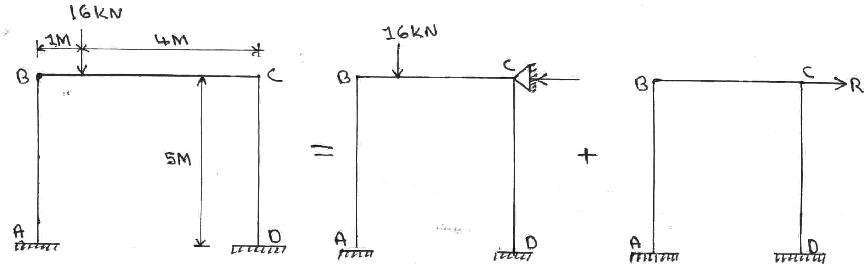 16KN
1M 4M
B C
5M
A D
=
16KN
B C
A D
+
B C R
A D